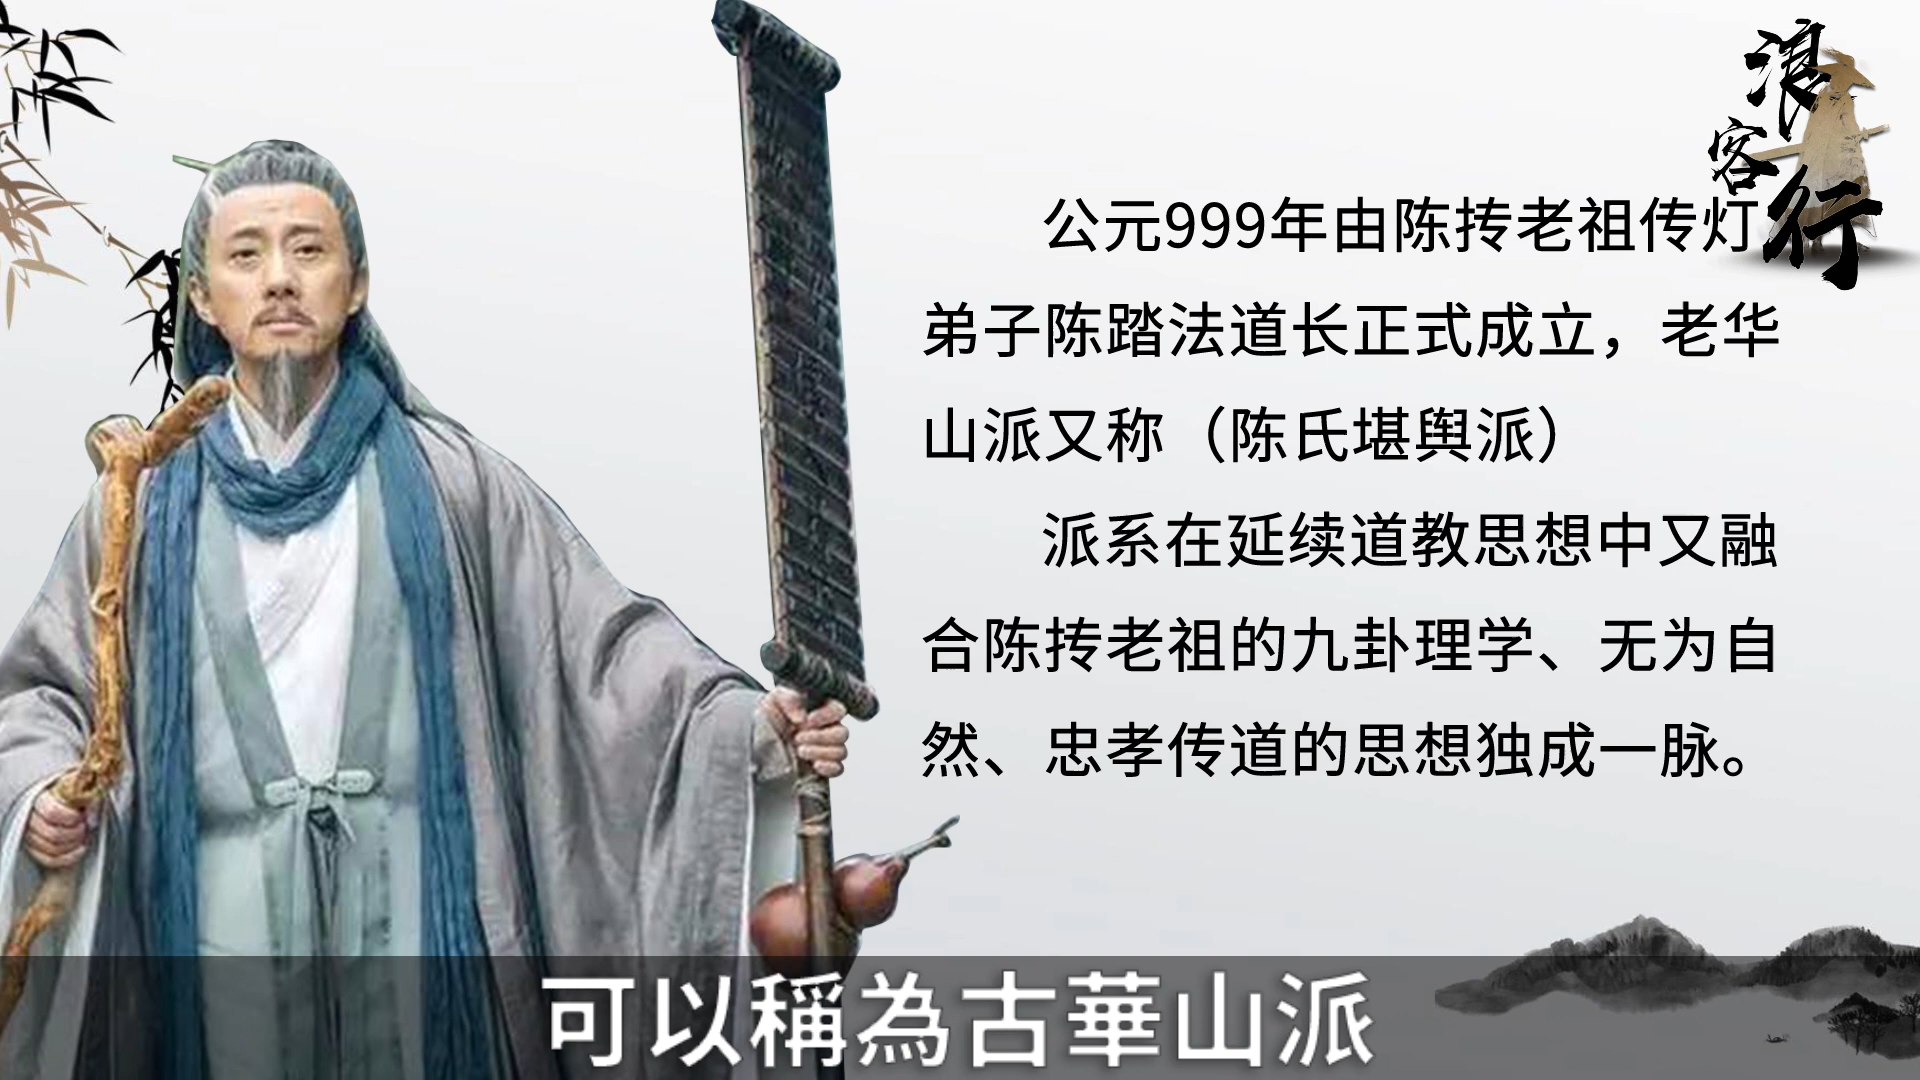 浪客行
公元999年由陈抟老祖传灯
弟子陈踏法道长正式成立，老华
山派又称（陈氏堪舆派）
派系在延续道教思想中又融
合陈抟老祖的九卦理学、无为自
然、忠孝传道的思想独成一脉。
可以稱為古華山派